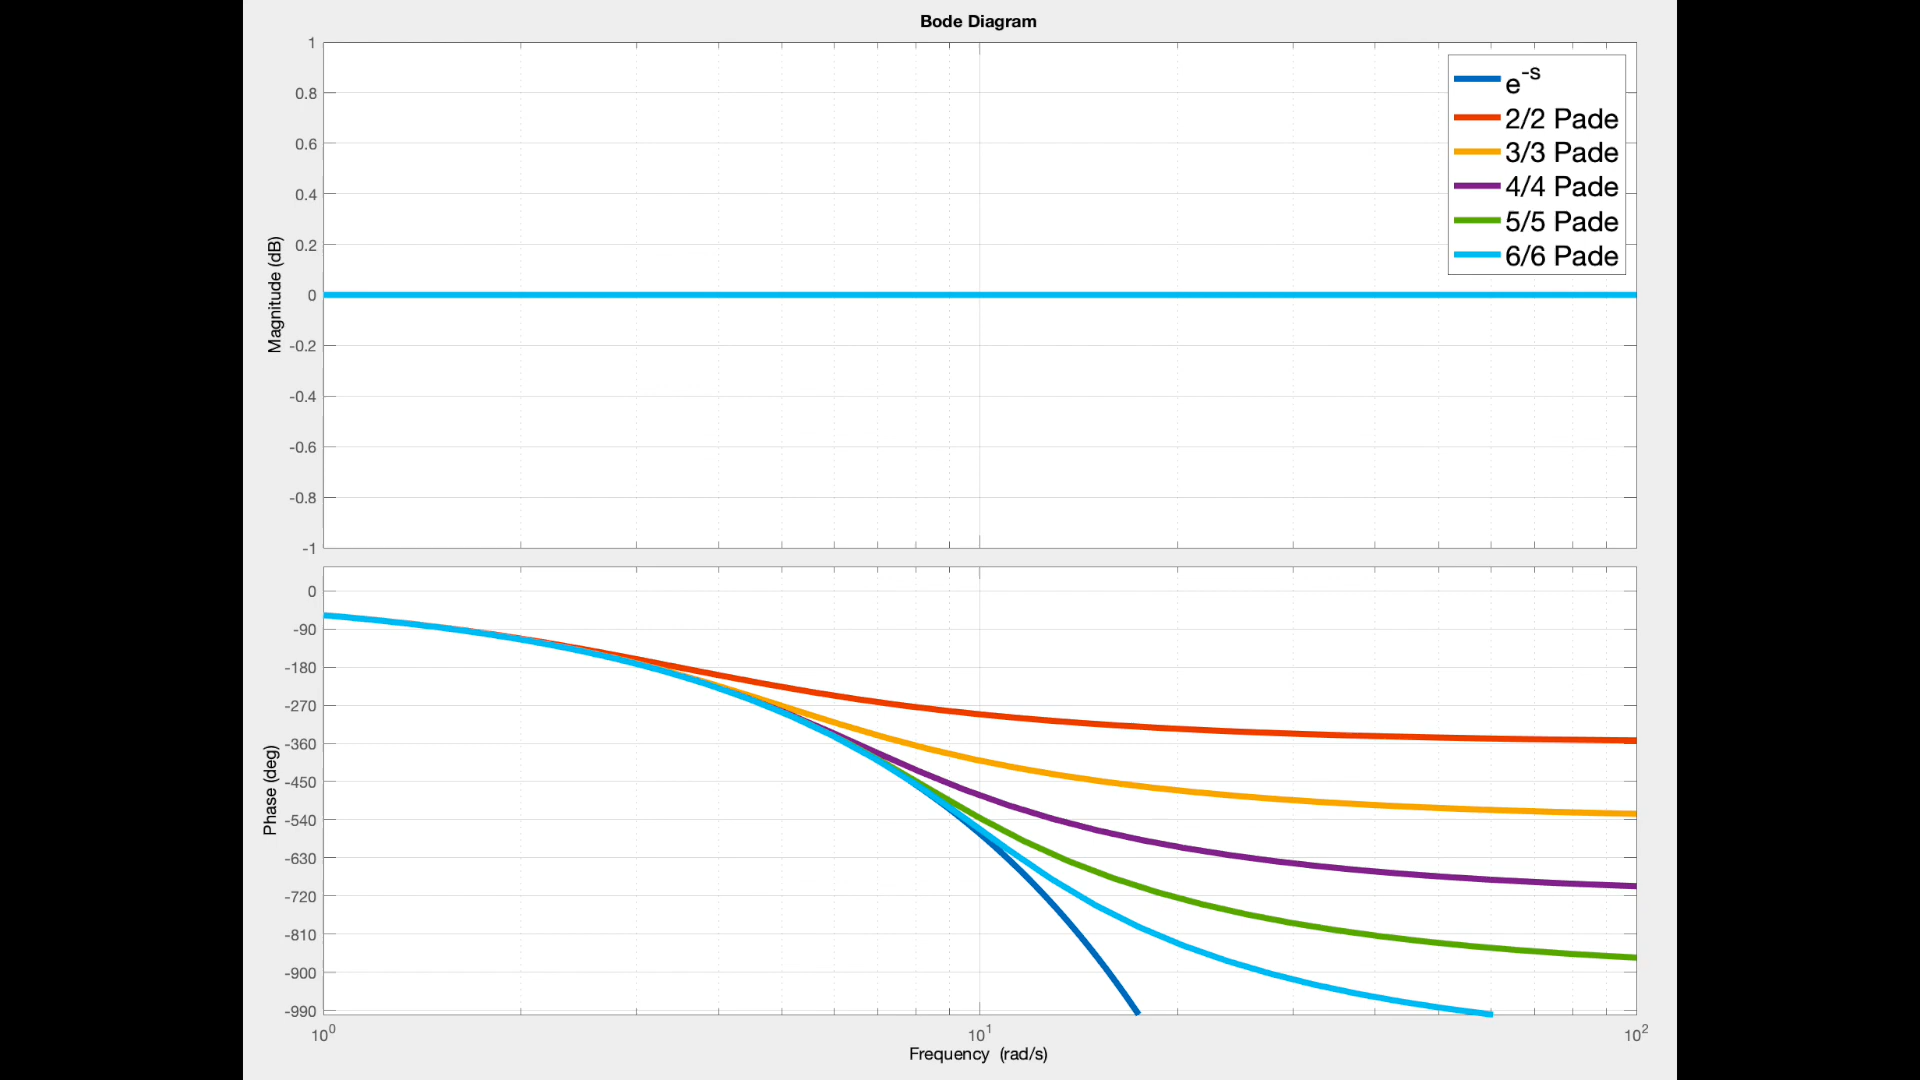 Bode Diagram
1
0.8
0.6
0.4
0.2
0
-0.2
-0.4
-0.6
-0.8
-1
Magnitude (dB)
e^-s
2/2 Pade
3/3 Pade
4/4 Pade
5/5 Pade
6/6 Pade
0
-90
-180
-270
-360
-450
-540
-630
-720
-810
-900
-990
Phase (deg)
10^0 10^1 10^2
Frequency (rad/s)